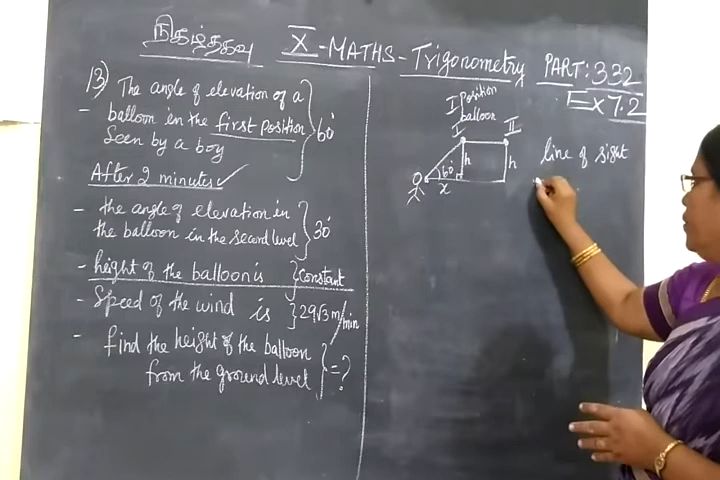 நிகழ்தகவு X - MATHS - Trigonometry PART: 332
Ex 7.2
13) The angle of elevation of a
- balloon in the first position
seen by a boy } 60°
After 2 minutes ✓
- the angle of elevation in
the balloon in the second level } 30°
- height of the balloon is } constant
- Speed of the wind is } 29√3 m/min
- find the height of the balloon
from the ground level } = ?
I position
balloon
I II
h h
60°
x
line of sight